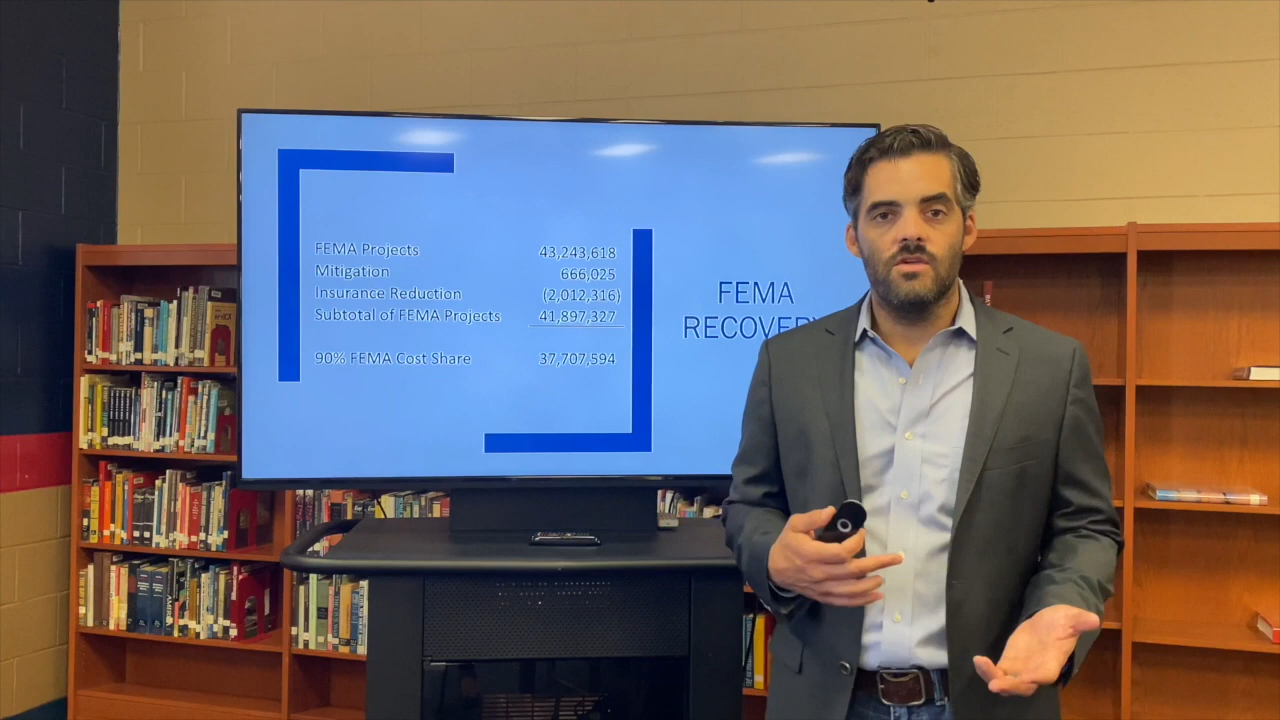 FEMA Projects 43,243,618
Mitigation 666,025
Insurance Reduction (2,012,316)
Subtotal of FEMA Projects 41,897,327
90% FEMA Cost Share 37,707,594
FEMA
RECOVERY